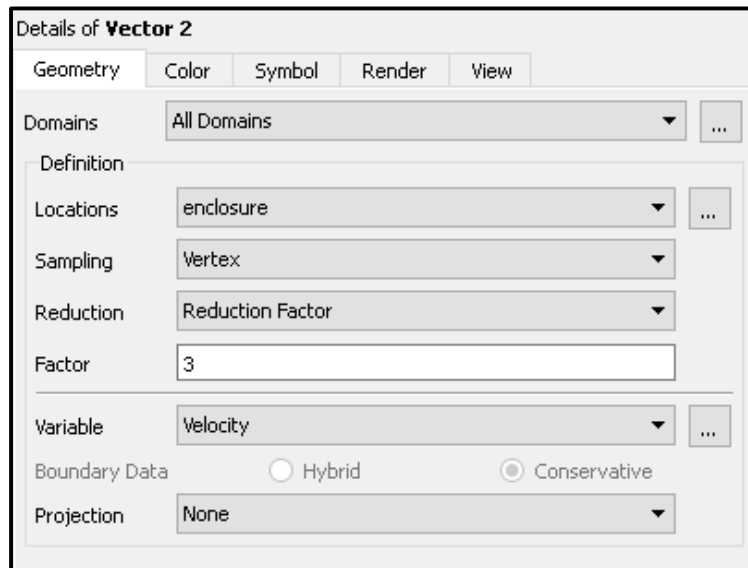 Details of Vector 2
Geometry Color Symbol Render View
Domains All Domains ...
Definition
Locations enclosure ...
Sampling Vertex
Reduction Reduction Factor
Factor 3
Variable Velocity ...
Boundary Data Hybrid Conservative
Projection None